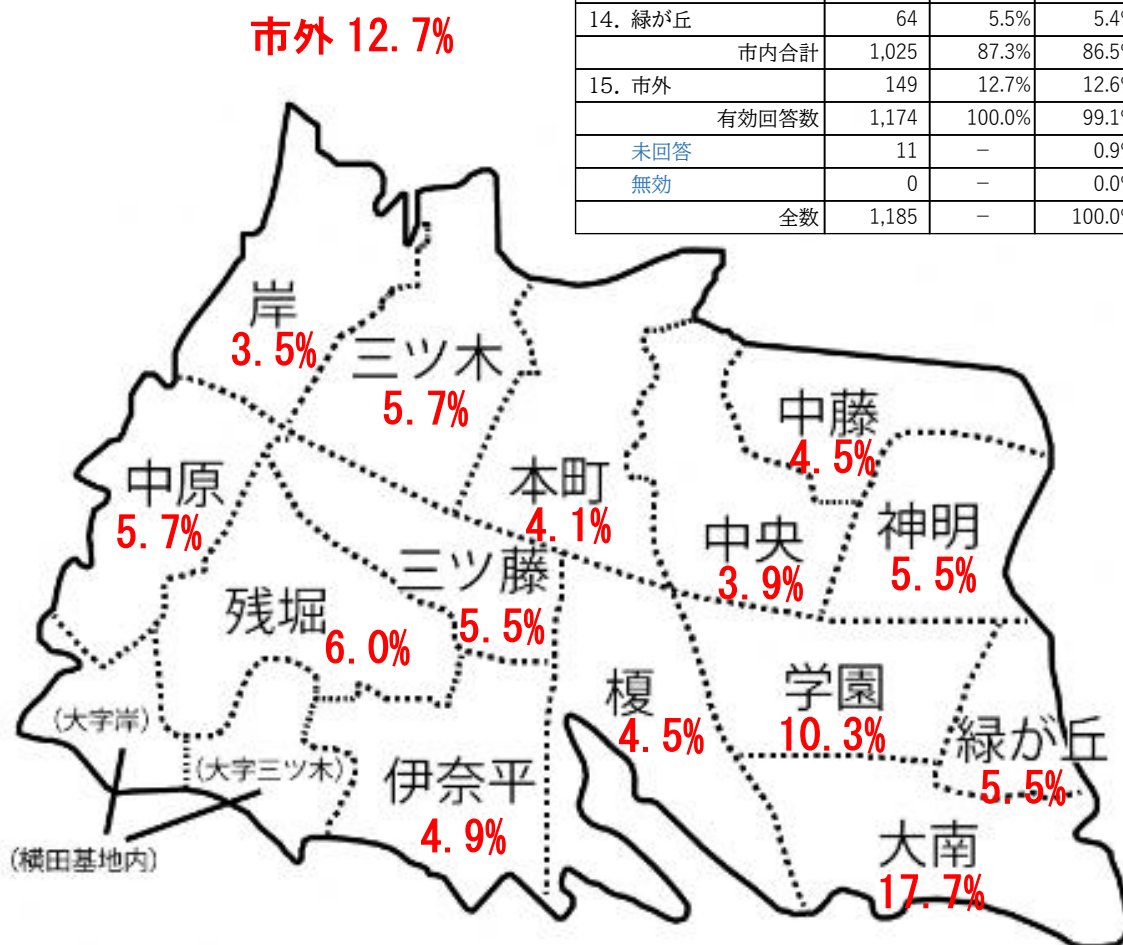 市外 12.7%
14. 緑が丘 64 5.5% 5.4%
市内合計 1,025 87.3% 86.5%
15. 市外 149 12.7% 12.6%
有効回答数 1,174 100.0% 99.1%
未回答 11 − 0.9%
無効 0 − 0.0%
全数 1,185 − 100.0%
岸
3.5%
三ツ木
5.7%
中藤
4.5%
中原
5.7%
本町
4.1%
神明
5.5%
中央
3.9%
三ツ藤
5.5%
残堀
6.0%
榎
4.5%
学園
10.3%
緑が丘
5.5%
(大字岸)
(大字三ツ木)
伊奈平
4.9%
大南
17.7%
(横田基地内)